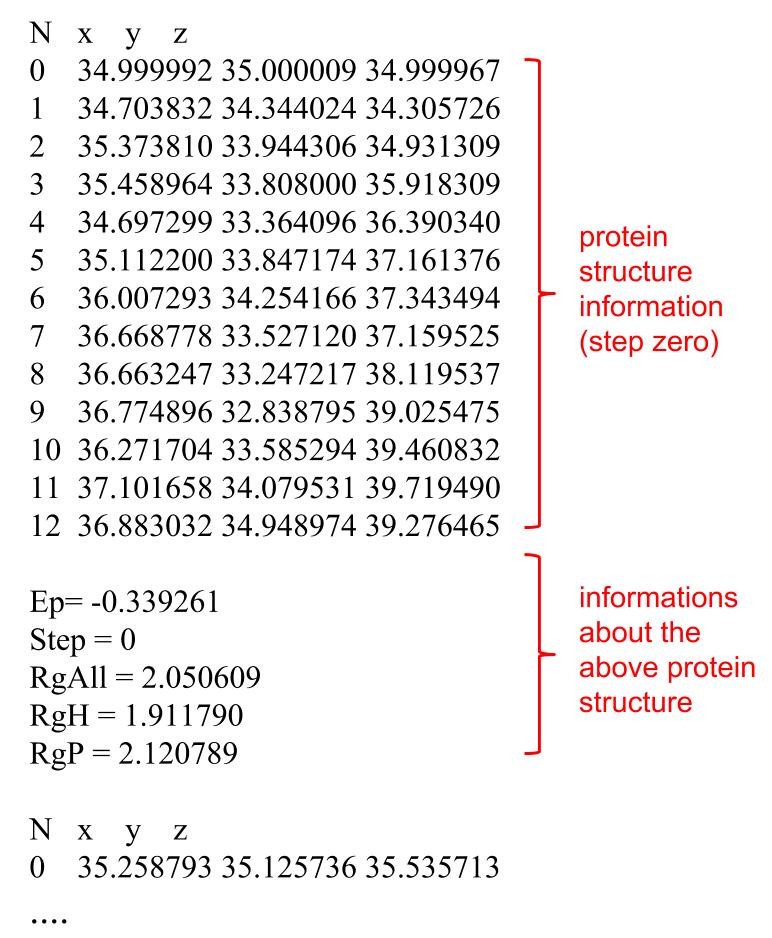 N x y z
0 34.999992 35.000009 34.999967
1 34.703832 34.344024 34.305726
2 35.373810 33.944306 34.931309
3 35.458964 33.808000 35.918309
4 34.697299 33.364096 36.390340
5 35.112200 33.847174 37.161376
6 36.007293 34.254166 37.343494
7 36.668778 33.527120 37.159525
8 36.663247 33.247217 38.119537
9 36.774896 32.838795 39.025475
10 36.271704 33.585294 39.460832
11 37.101658 34.079531 39.719490
12 36.883032 34.948974 39.276465
protein
structure
information
(step zero)
Ep= -0.339261
Step = 0
RgAll = 2.050609
RgH = 1.911790
RgP = 2.120789
informations
about the
above protein
structure
N x y z
0 35.258793 35.125736 35.535713
....